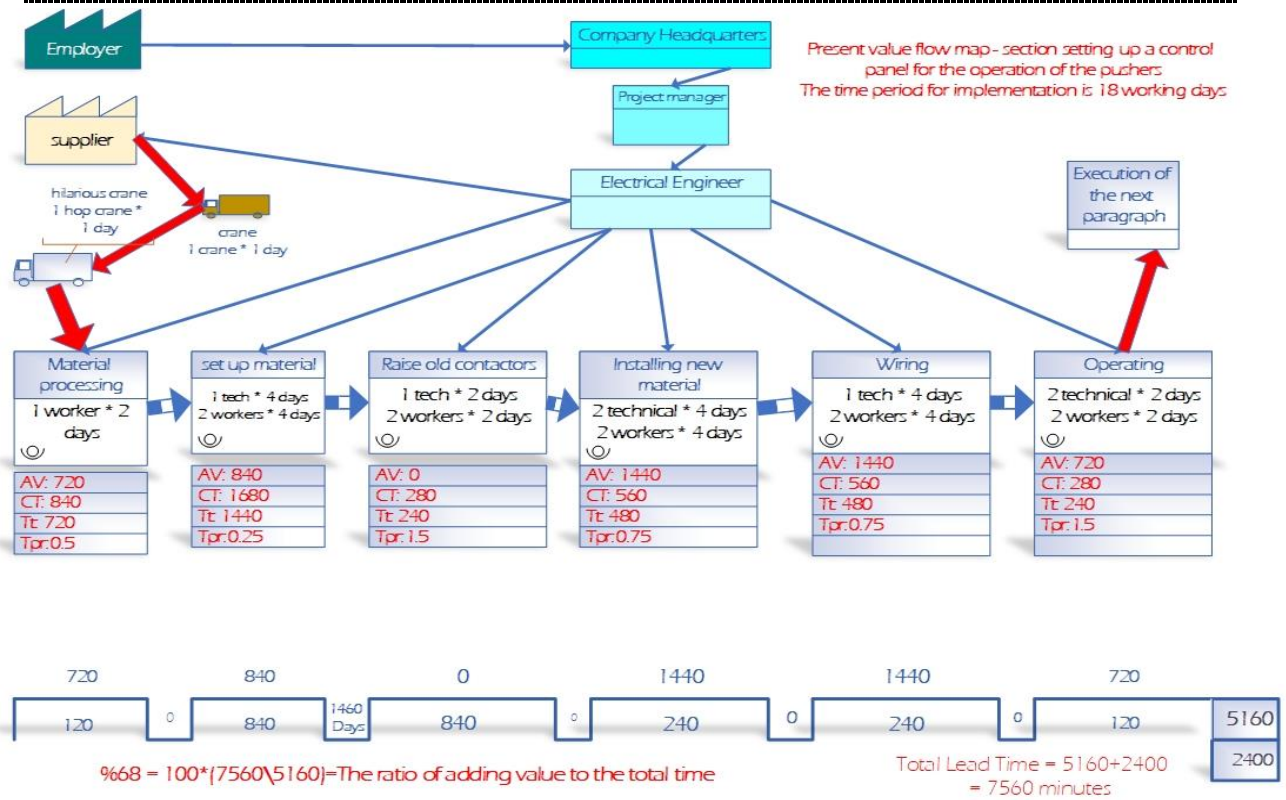 Employer
Company Headquarters
Present value flow map - section setting up a control
panel for the operation of the pushers
The time period for implementation is 18 working days
Project manager
supplier
Electrical Engineer
Execution of
the next
paragraph
hilarious crane
1 hop crane *
1 day
crane
1 crane * 1 day
Material
processing
1 worker * 2
days
AV: 720
CT: 840
Tt: 720
Tpr:0.5
set up material
1 tech * 4 days
2 workers * 4 days
AV: 840
CT: 1680
Tt: 1440
Tpr:0.25
Raise old contactors
1 tech * 2 days
2 workers * 2 days
AV: 0
CT: 280
Tt: 240
Tpr: 1.5
Installing new
material
2 technical * 4 days
2 workers * 4 days
AV: 1440
CT: 560
Tt: 480
Tpr:0.75
Wiring
1 tech * 4 days
2 workers * 4 days
AV: 1440
CT: 560
Tt: 480
Tpr:0.75
Operating
2 technical * 2 days
2 workers * 2 days
AV: 720
CT: 280
Tt: 240
Tpr: 1.5
720 840 0 1440 1440 720
120 0 840 1460 Days 840 0 240 0 240 0 120 5160
2400
%68 = 100*(7560\5160)=The ratio of adding value to the total time
Total Lead Time = 5160+2400
= 7560 minutes